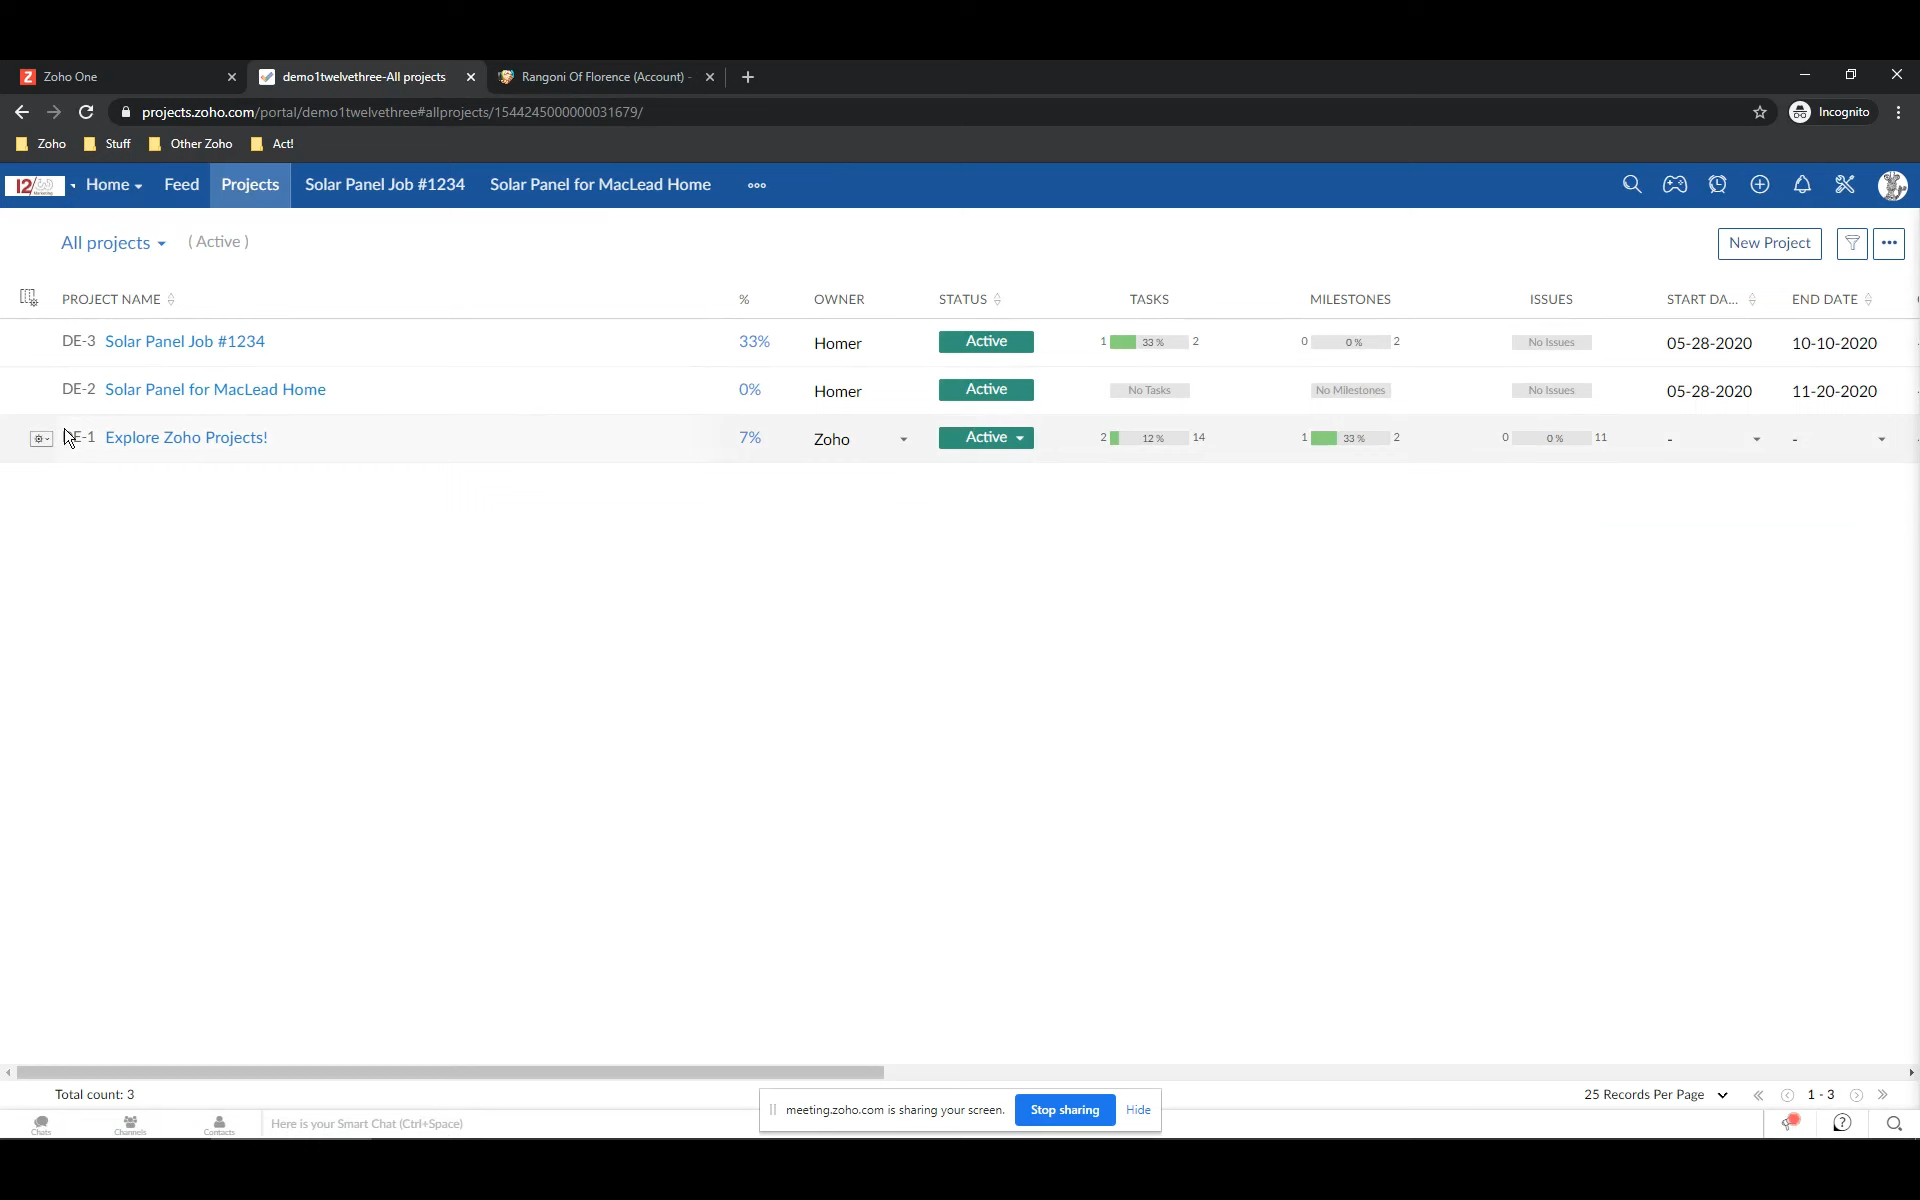 Zoho One
demo1twelvethree-All projects
Rangoni Of Florence (Account) -
projects.zoho.com/portal/demo1twelvethree#allprojects/1544245000000031679/
Incognito
Zoho Stuff Other Zoho Act!
12/ Home Feed Projects Solar Panel Job #1234 Solar Panel for MacLead Home
All projects ( Active )
New Project
PROJECT NAME % OWNER STATUS TASKS MILESTONES ISSUES START DA... END DATE
DE-3 Solar Panel Job #1234 33% Homer Active 1 33 % 2 0 0 % 2 No Issues 05-28-2020 10-10-2020
DE-2 Solar Panel for MacLead Home 0% Homer Active No Tasks No Milestones No Issues 05-28-2020 11-20-2020
DE-1 Explore Zoho Projects! 7% Zoho Active 2 12 % 14 1 33 % 2 0 0 % 11 - -
Total count: 3
25 Records Per Page 1 - 3
meeting.zoho.com is sharing your screen. Stop sharing Hide
Chats Channels Contacts Here is your Smart Chat (Ctrl+Space)